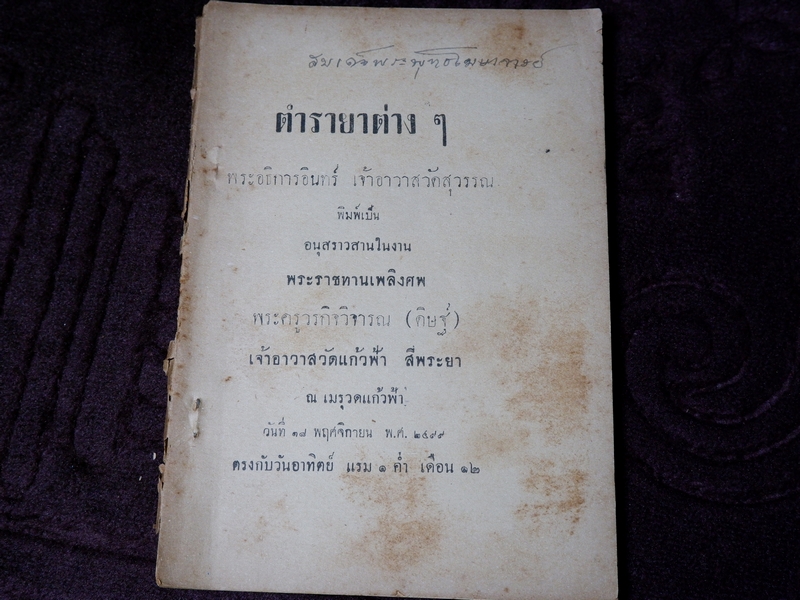 สมเด็จพระพุทธโฆษาจารย์
ตำรายาต่าง ๆ
พระอธิการอินทร์ เจ้าอาวาสวัดสุวรรณ
พิมพ์เป็น
อนุสราวสานในงาน
พระราชทานเพลิงศพ
พระครูวรกิจวิจารณ (ดิษฐ์)
เจ้าอาวาสวัดแก้วฟ้า สี่พระยา
ณ เมรุวดแก้วฟ้า
วันที่ ๑๘ พฤศจิกายน พ.ศ. ๒๔๙๙
ตรงกับวันอาทิตย์ แรม ๑ ค่ำ เดือน ๑๒